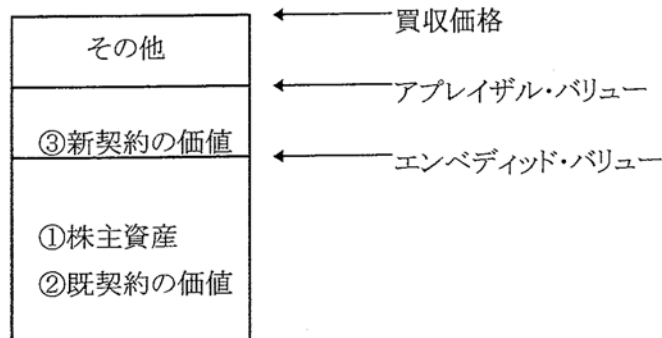 買収価格
その他
アプレイザル・バリュー
③新契約の価値
エンベディッド・バリュー
①株主資産
②既契約の価値